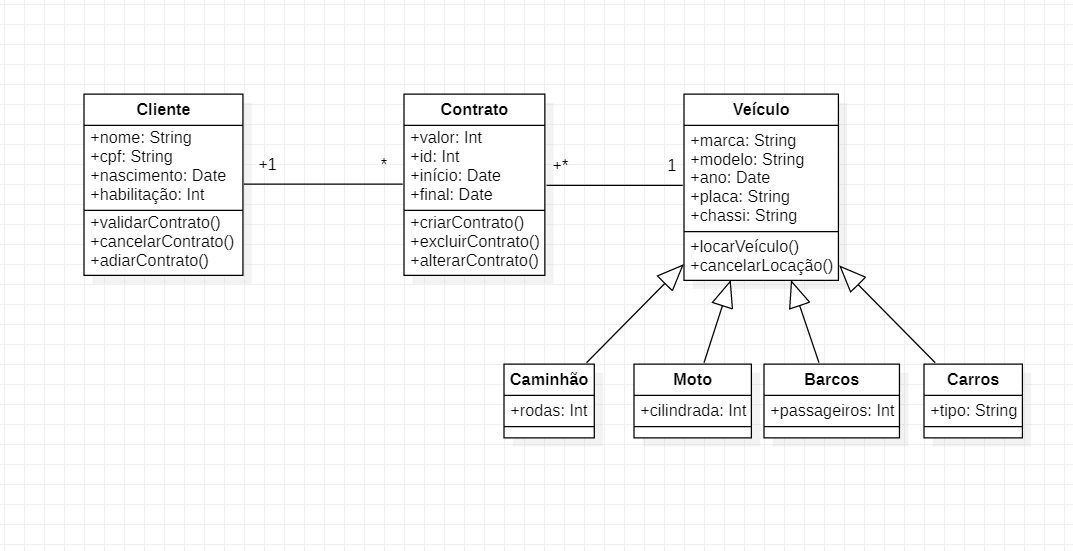 Cliente
+nome: String
+cpf: String
+nascimento: Date
+habilitação: Int
+validarContrato()
+cancelarContrato()
+adiarContrato()
+1
*
Contrato
+valor: Int
+id: Int
+início: Date
+final: Date
+criarContrato()
+excluirContrato()
+alterarContrato()
+*
1
Veículo
+marca: String
+modelo: String
+ano: Date
+placa: String
+chassi: String
+locarVeículo()
+cancelarLocação()
Caminhão
+rodas: Int
Moto
+cilindrada: Int
Barcos
+passageiros: Int
Carros
+tipo: String